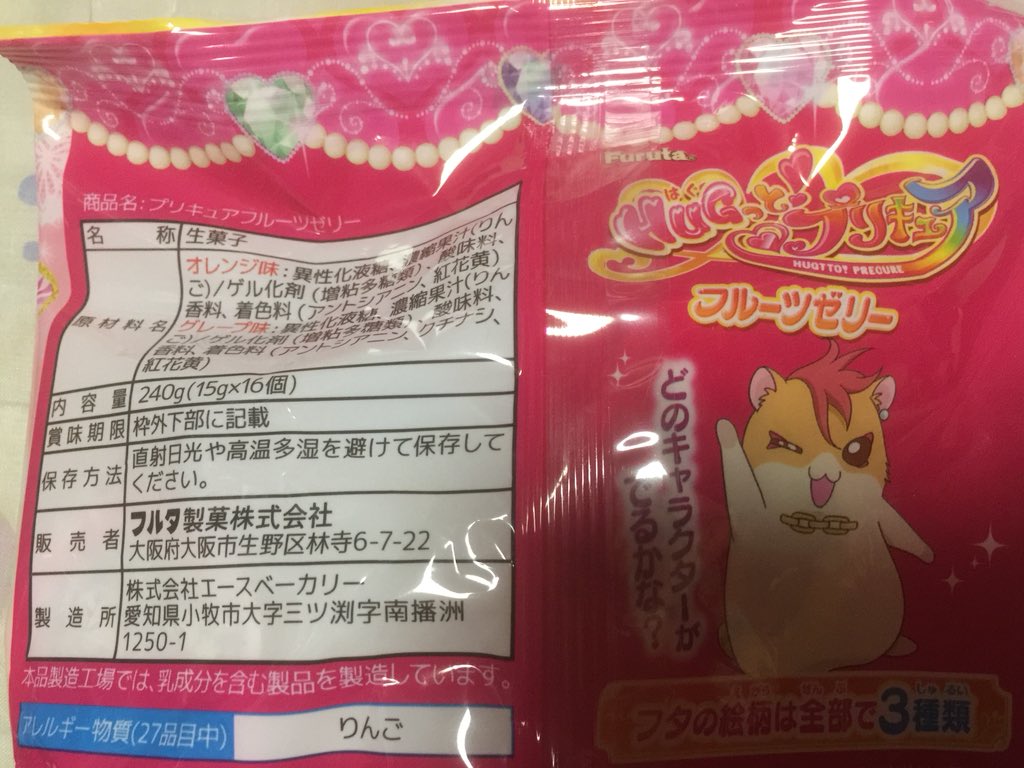 商品名：プリキュアフルーツゼリー
名称 生菓子
原材料名
オレンジ味：異性化液糖、濃縮果汁(りん
ご)/ゲル化剤(増粘多糖類)、酸味料、
香料、着色料(アントシアニン、紅花黄)
グレープ味：異性化液糖、濃縮果汁(りん
ご)/ゲル化剤(増粘多糖類)、酸味料、
香料、着色料(アントシアニン、クチナシ、
紅花黄)
内容量 240g(15g×16個)
賞味期限 枠外下部に記載
保存方法 直射日光や高温多湿を避けて保存して
ください。
販売者 フルタ製菓株式会社
大阪府大阪市生野区林寺6-7-22
製造所 株式会社エースベーカリー
愛知県小牧市大字三ツ渕字南播洲
1250-1
本品製造工場では、乳成分を含む製品を製造しています。
アレルギー物質(27品目中) りんご
Furuta
はぐ
HUGっと!プリキュア
HUGTTO! PRECURE
フルーツゼリー
どのキャラクターが
でるかな?
フタの絵柄は全部で3種類
えがら ぜんぶ しゅるい